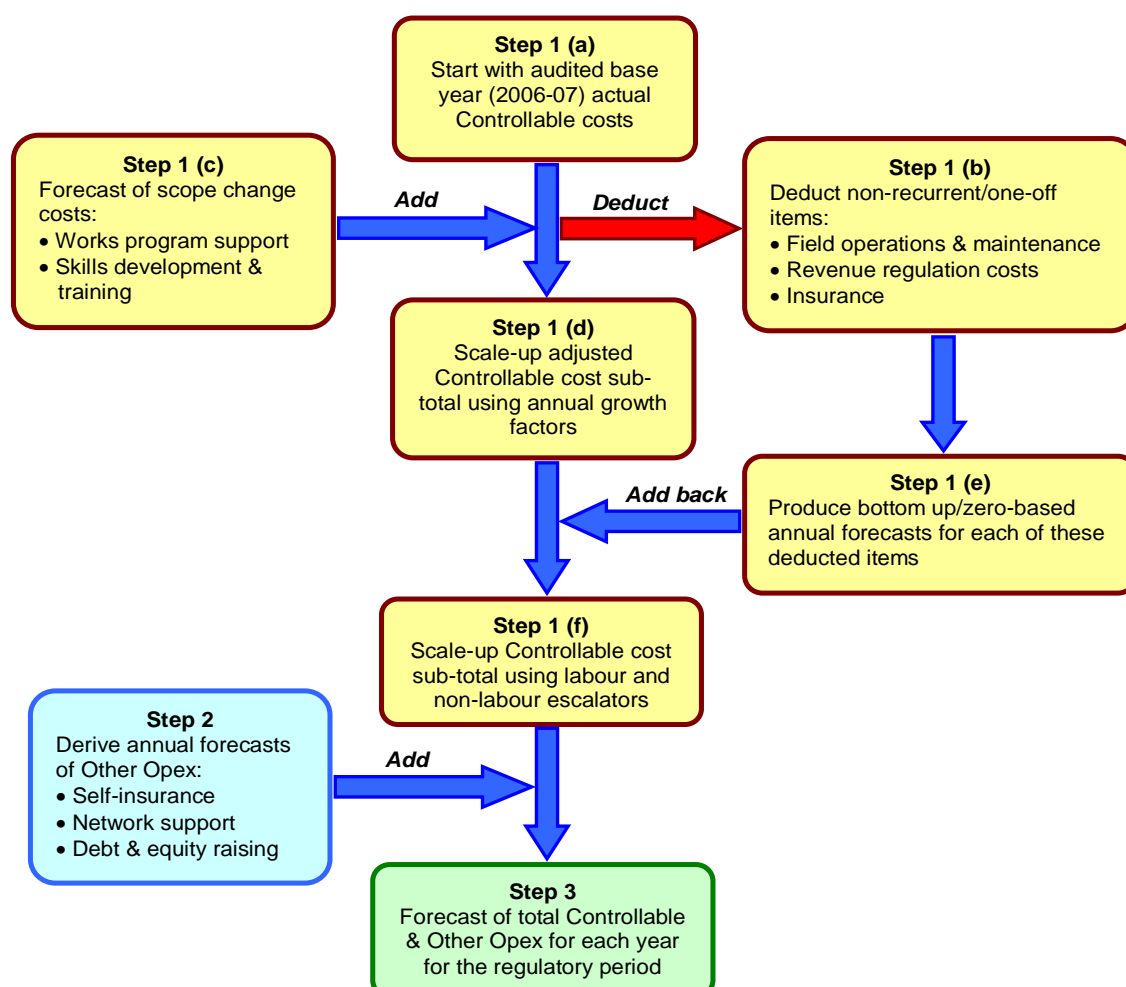 Step 1 (a)
Start with audited base
year (2006-07) actual
Controllable costs
Step 1 (c)
Forecast of scope change
costs:
• Works program support
• Skills development &
training
Add
Deduct
Step 1 (b)
Deduct non-recurrent/one-off
items:
• Field operations & maintenance
• Revenue regulation costs
• Insurance
Step 1 (d)
Scale-up adjusted
Controllable cost sub-
total using annual growth
factors
Add back
Step 1 (e)
Produce bottom up/zero-based
annual forecasts for each of these
deducted items
Step 1 (f)
Scale-up Controllable cost
sub-total using labour and
non-labour escalators
Step 2
Derive annual forecasts
of Other Opex:
• Self-insurance
• Network support
• Debt & equity raising
Add
Step 3
Forecast of total Controllable
& Other Opex for each year
for the regulatory period